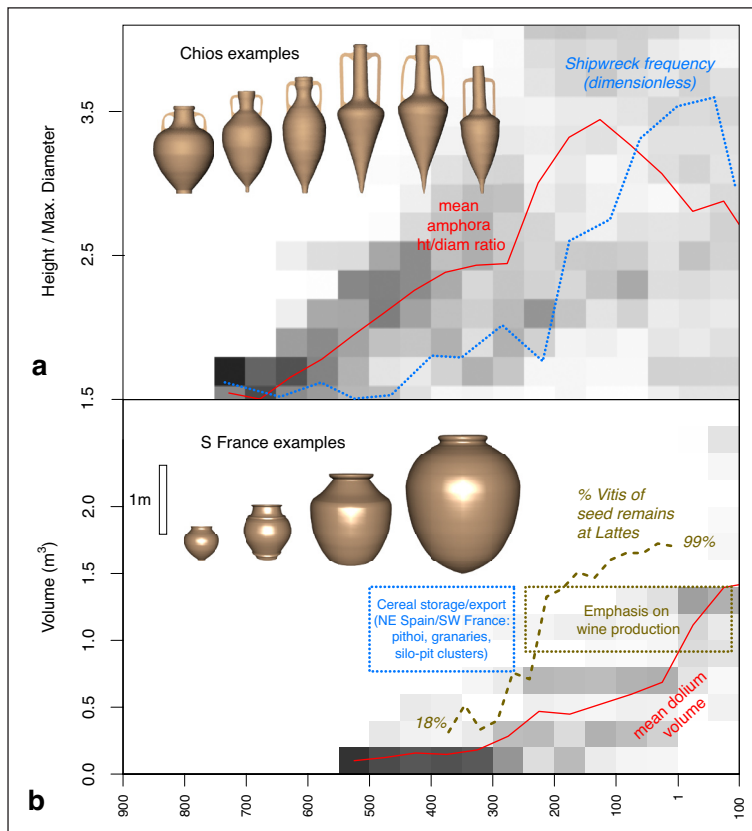 a
Chios examples
Shipwreck frequency
(dimensionless)
mean
amphora
ht/diam ratio
Height / Max. Diameter
3.5
2.5
1.5
b
S France examples
1m
% Vitis of
seed remains
at Lattes
99%
18%
Cereal storage/export
(NE Spain/SW France:
pithoi, granaries,
silo-pit clusters)
Emphasis on
wine production
mean dolium
volume
Volume (m³)
2.0
1.5
1.0
0.5
0.0
900
800
700
600
500
400
300
200
100
1
100